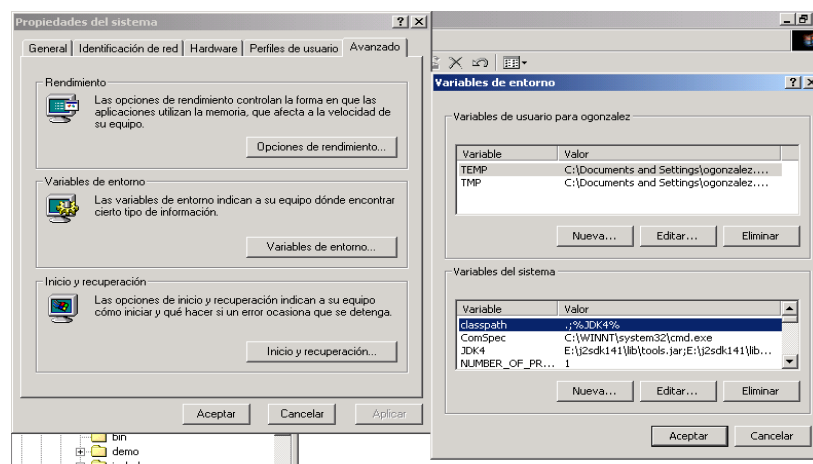 Propiedades del sistema
General
Identificación de red
Hardware
Perfiles de usuario
Avanzado
Rendimiento
Las opciones de rendimiento controlan la forma en que las
aplicaciones utilizan la memoria, que afecta a la velocidad de
su equipo.
Opciones de rendimiento...
Variables de entorno
Las variables de entorno indican a su equipo dónde encontrar
cierto tipo de información.
Variables de entorno...
Inicio y recuperación
Las opciones de inicio y recuperación indican a su equipo
cómo iniciar y qué hacer si un error ocasiona que se detenga.
Inicio y recuperación...
Aceptar
Cancelar
Aplicar
bin
demo
Variables de entorno
Variables de usuario para ogonzalez
Variable Valor
TEMP C:\Documents and Settings\ogonzalez....
TMP C:\Documents and Settings\ogonzalez....
Nueva...
Editar...
Eliminar
Variables del sistema
Variable Valor
classpath .;%JDK4%
ComSpec C:\WINNT\system32\cmd.exe
JDK4 E:\j2sdk141\lib\tools.jar;E:\j2sdk141\lib...
NUMBER_OF_PR... 1
Nueva...
Editar...
Eliminar
Aceptar
Cancelar